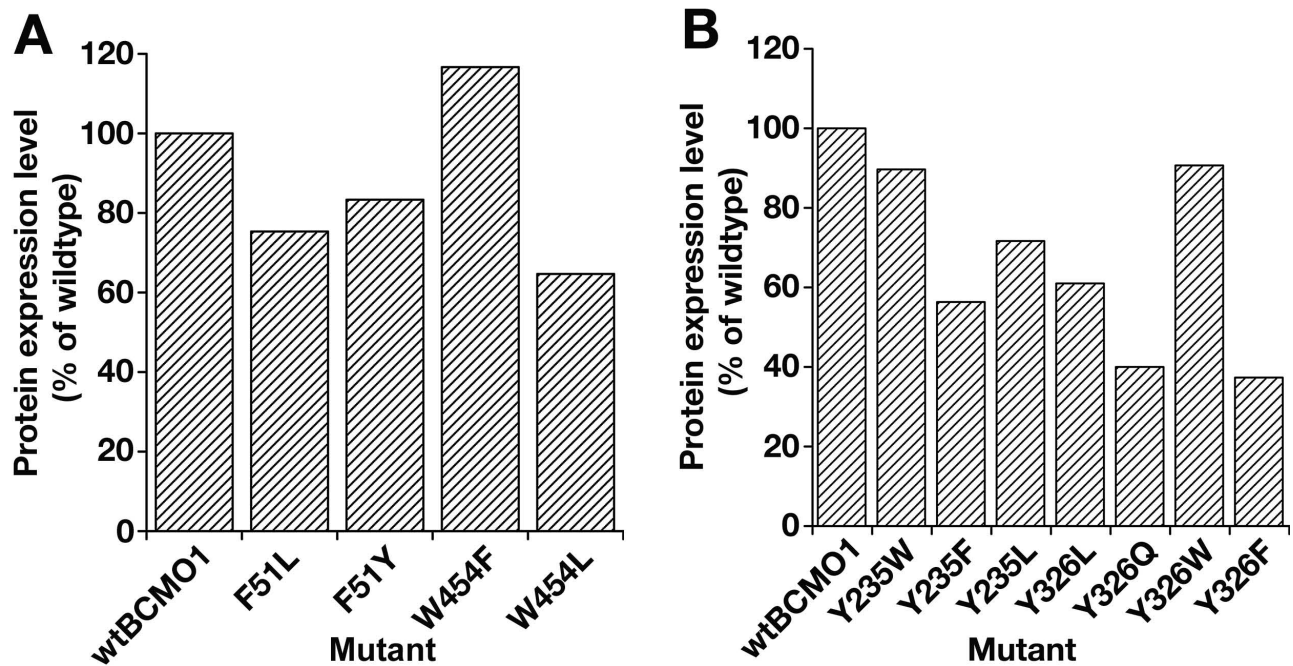 A
Protein expression level
(% of wildtype)
120
100
80
60
40
20
0
wtBCMO1
F51L
F51Y
W454F
W454L
Mutant
B
Protein expression level
(% of wildtype)
120
100
80
60
40
20
0
wtBCMO1
Y235W
Y235F
Y235L
Y326L
Y326Q
Y326W
Y326F
Mutant